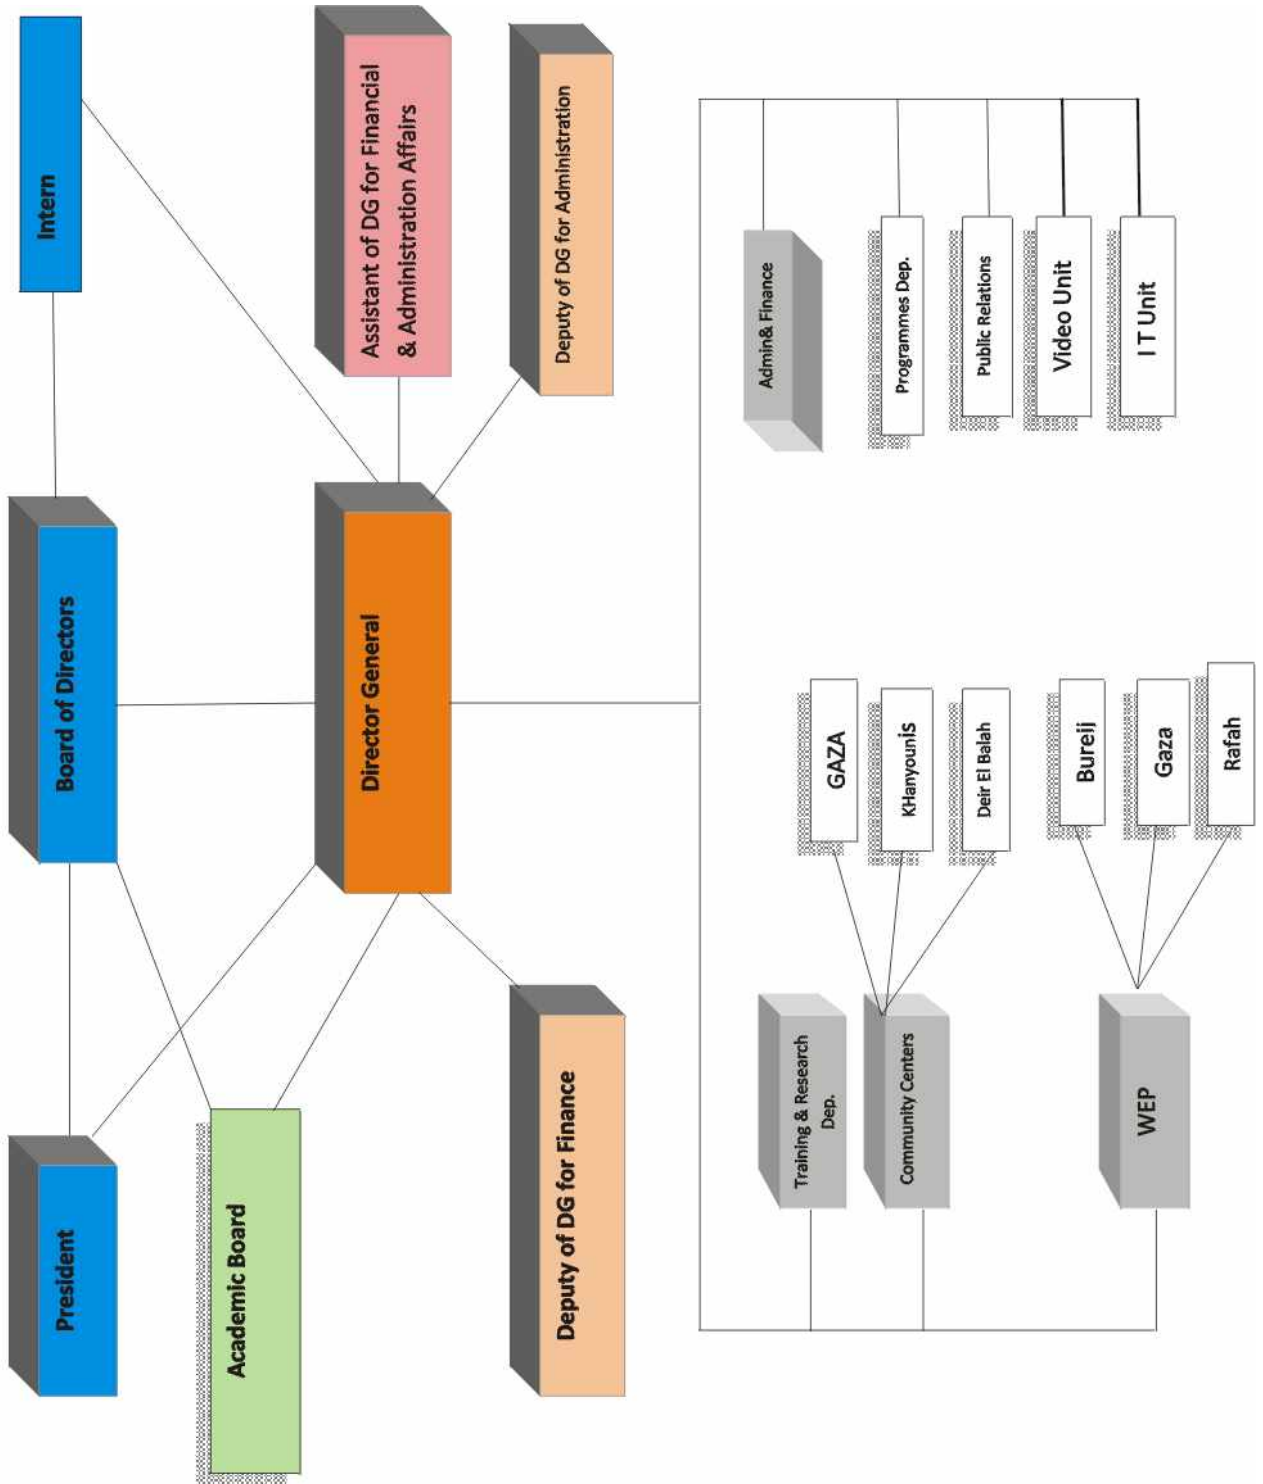 President
Board of Directors
Intern
Academic Board
Director General
Assistant of DG for Financial
& Administration Affairs
Deputy of DG for Finance
Deputy of DG for Administration
Training & Research
Dep.
GAZA
Admin& Finance
Community Centers
KHanyounis
Programmes Dep.
Deir El Balah
Public Relations
WEP
Bureij
Video Unit
Gaza
I T Unit
Rafah